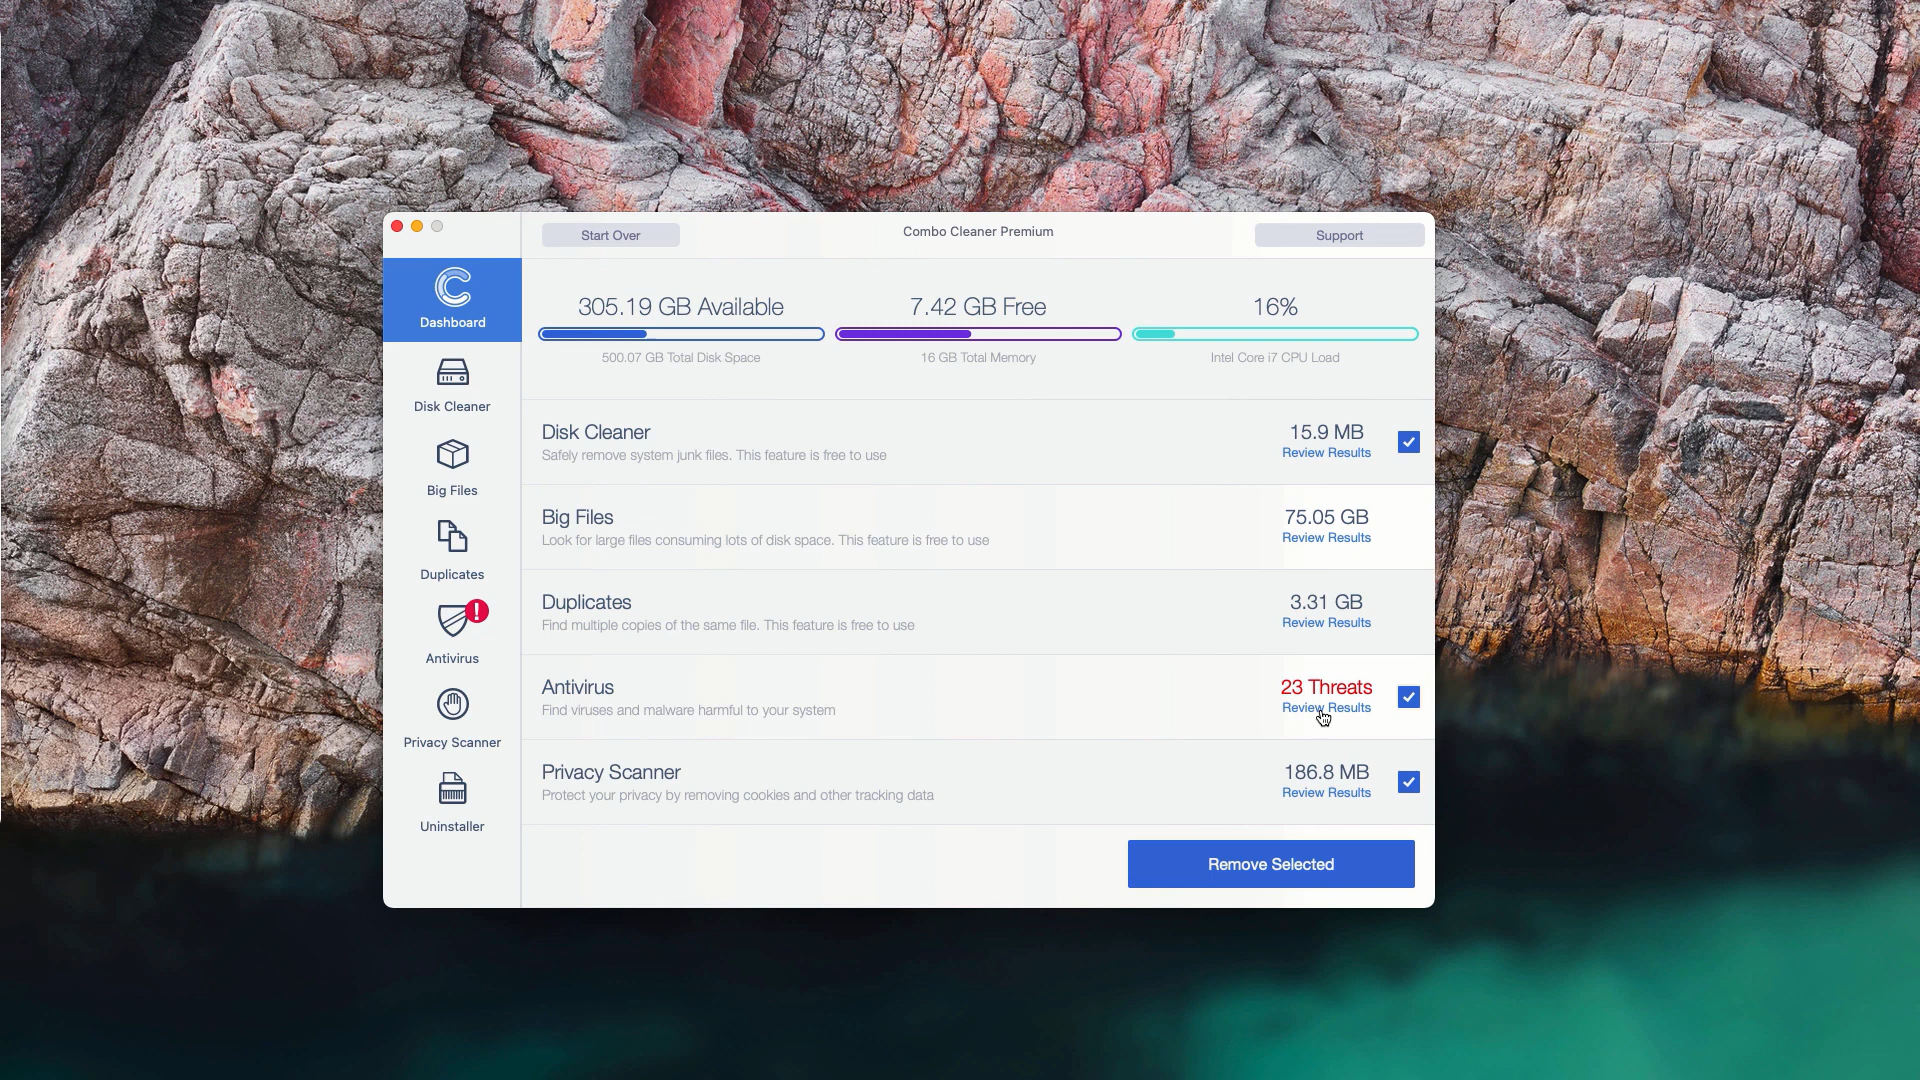 Start Over
Combo Cleaner Premium
Support
Dashboard
Disk Cleaner
Big Files
Duplicates
Antivirus
Privacy Scanner
Uninstaller
305.19 GB Available
500.07 GB Total Disk Space
7.42 GB Free
16 GB Total Memory
16%
Intel Core i7 CPU Load
Disk Cleaner
Safely remove system junk files. This feature is free to use
15.9 MB
Review Results
Big Files
Look for large files consuming lots of disk space. This feature is free to use
75.05 GB
Review Results
Duplicates
Find multiple copies of the same file. This feature is free to use
3.31 GB
Review Results
Antivirus
Find viruses and malware harmful to your system
23 Threats
Review Results
Privacy Scanner
Protect your privacy by removing cookies and other tracking data
186.8 MB
Review Results
Remove Selected